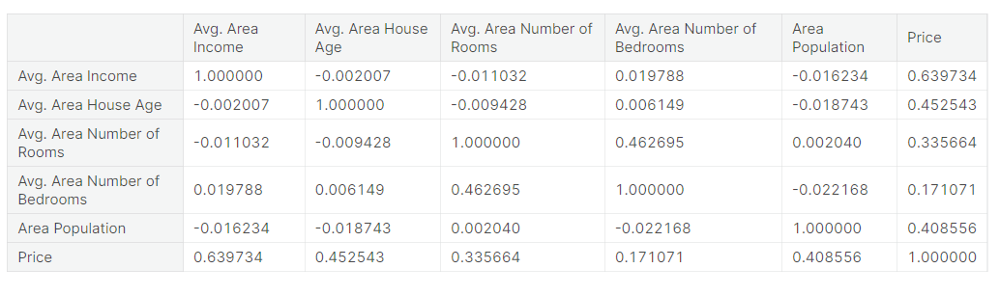 Avg. Area Income	Avg. Area House Age	Avg. Area Number of Rooms	Avg. Area Number of Bedrooms	Area Population	Price
Avg. Area Income	1.000000	-0.002007	-0.011032	0.019788	-0.016234	0.639734
Avg. Area House Age	-0.002007	1.000000	-0.009428	0.006149	-0.018743	0.452543
Avg. Area Number of Rooms	-0.011032	-0.009428	1.000000	0.462695	0.002040	0.335664
Avg. Area Number of Bedrooms	0.019788	0.006149	0.462695	1.000000	-0.022168	0.171071
Area Population	-0.016234	-0.018743	0.002040	-0.022168	1.000000	0.408556
Price	0.639734	0.452543	0.335664	0.171071	0.408556	1.000000